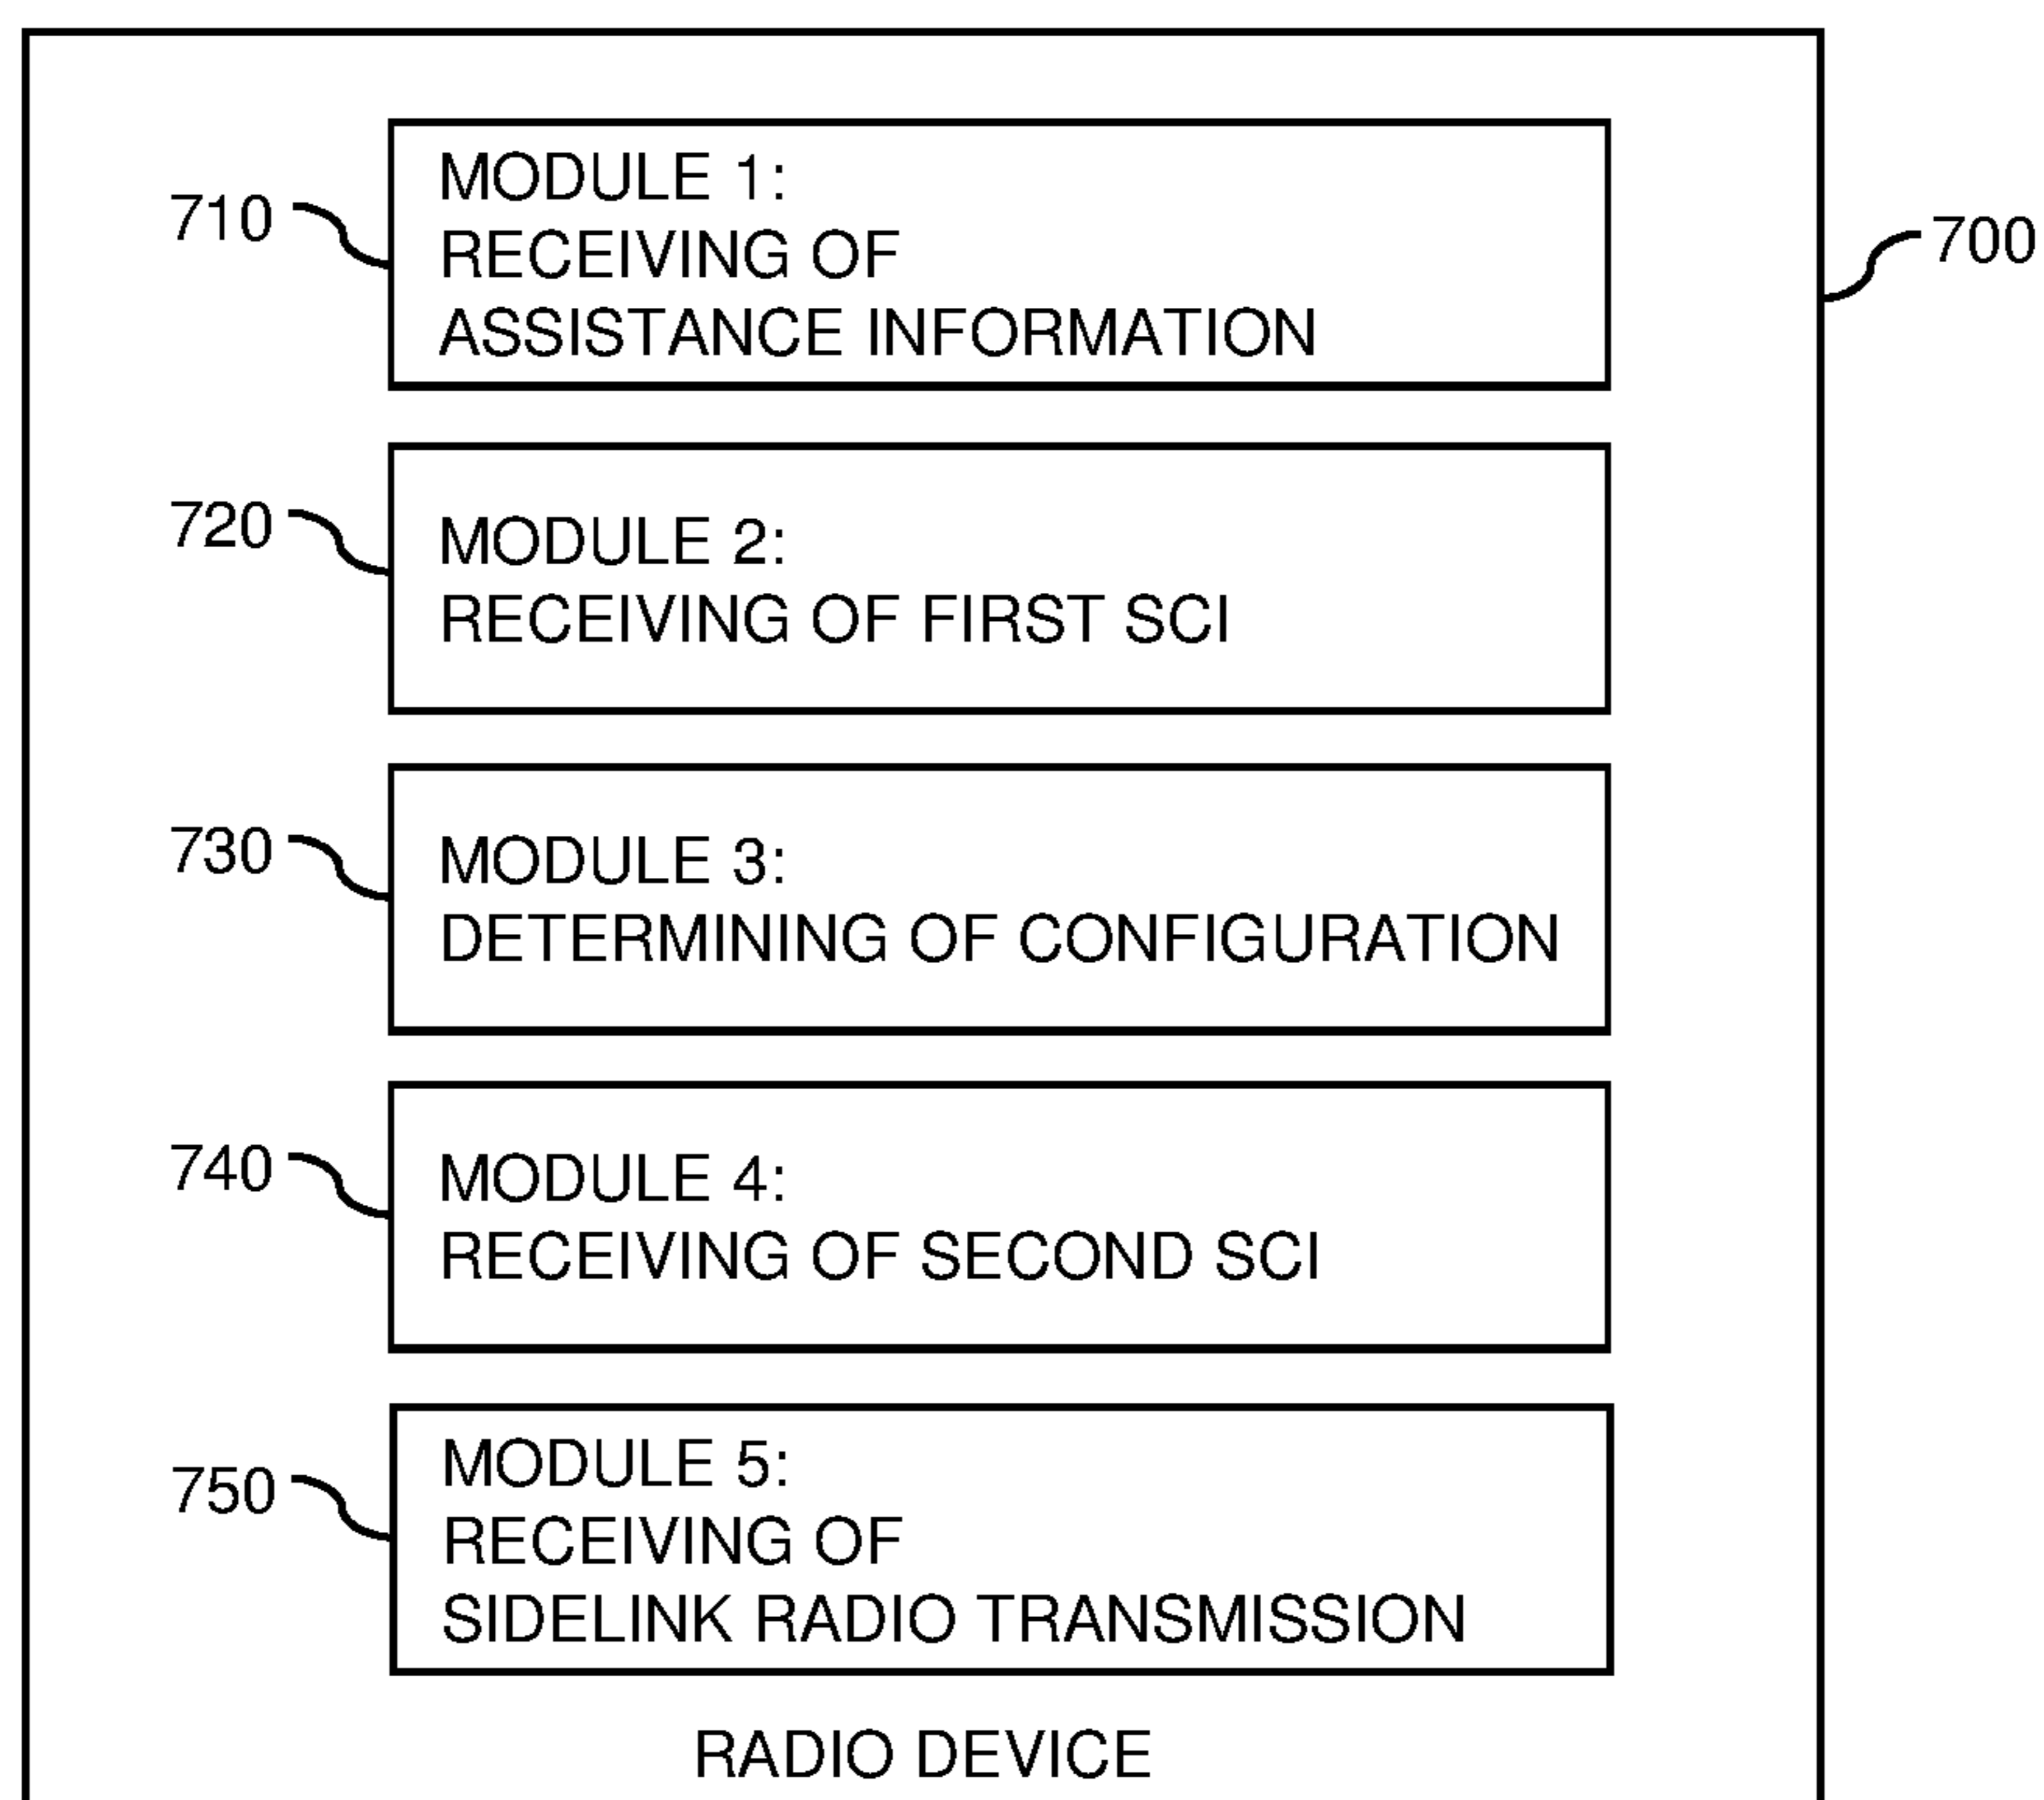 710
MODULE 1:
RECEIVING OF
ASSISTANCE INFORMATION
700
720
MODULE 2:
RECEIVING OF FIRST SCI
730
MODULE 3:
DETERMINING OF CONFIGURATION
740
MODULE 4:
RECEIVING OF SECOND SCI
750
MODULE 5:
RECEIVING OF
SIDELINK RADIO TRANSMISSION
RADIO DEVICE